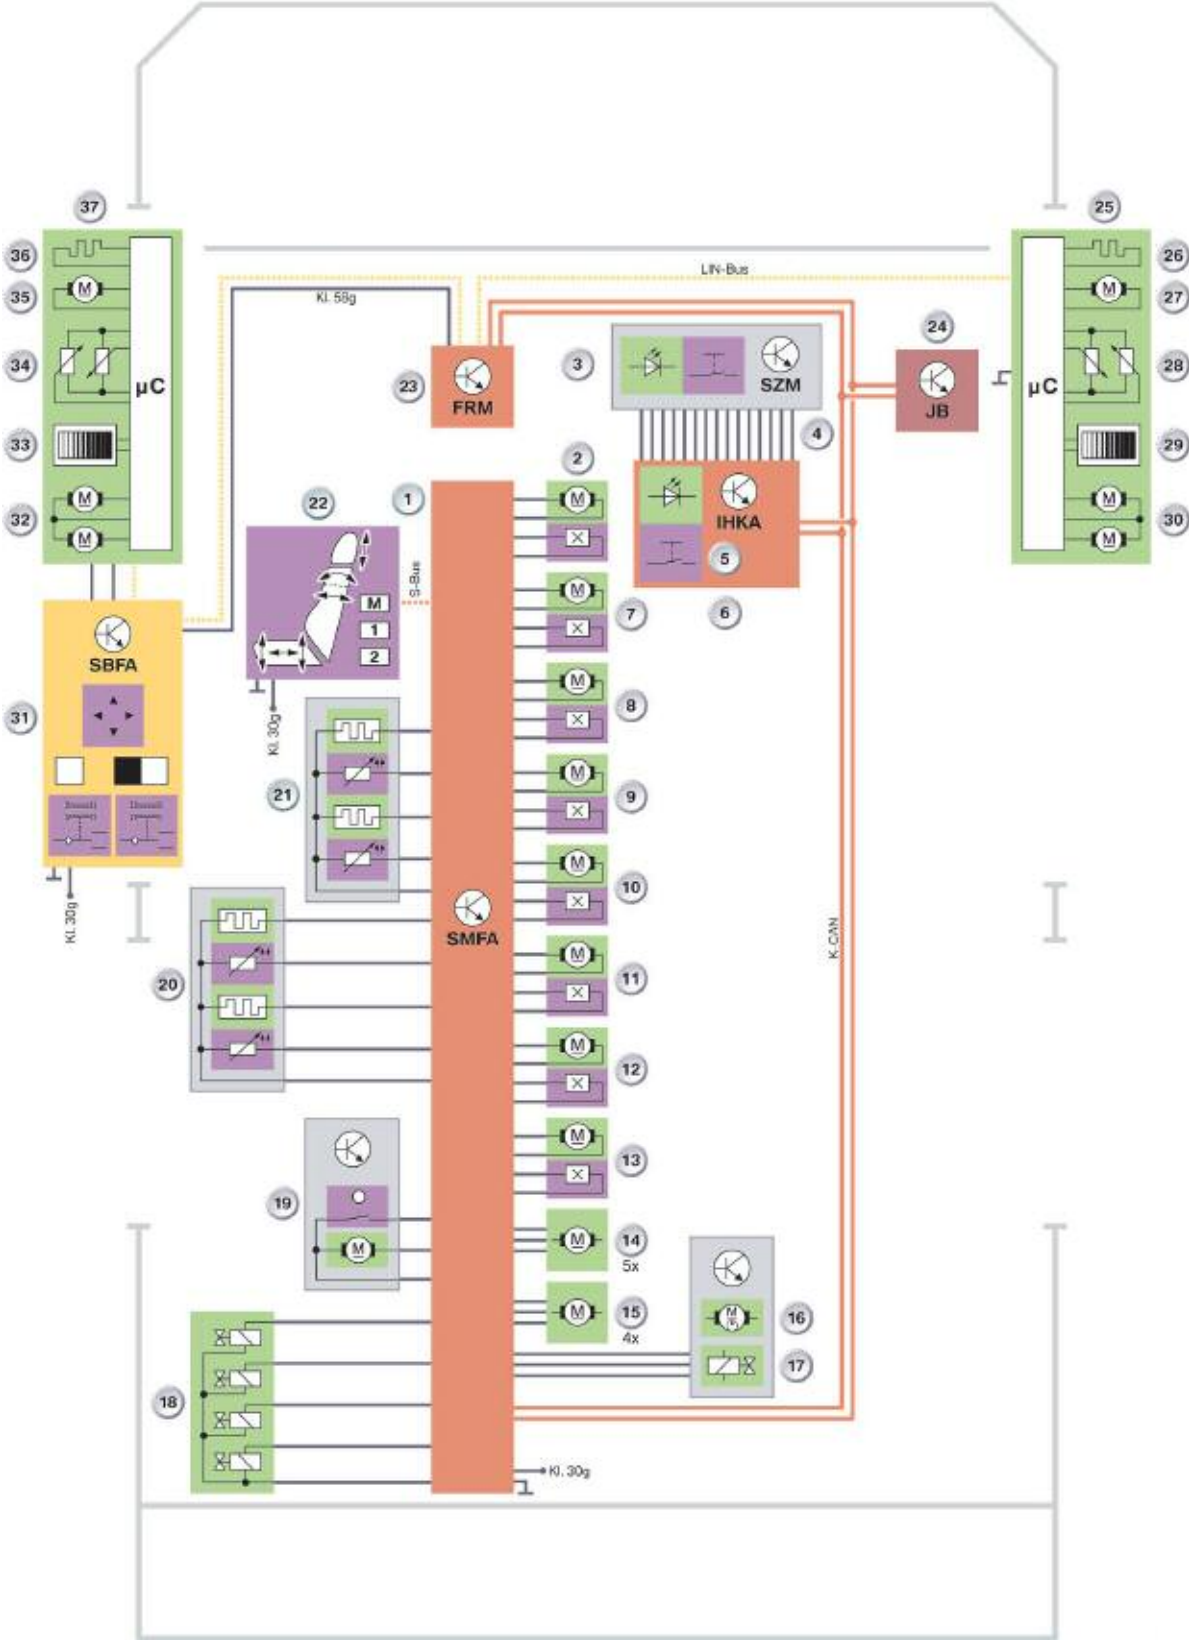 37
25
36
26
LIN-Bus
M
Kl. 58g
M
35
27
24
3
34
µC
23
FRM
SZM
JB
µC
28
4
33
29
2
22
1
M
M
M
32
IHKA
30
M
M
5
S-Bus
M
M
7
6
1
SBFA
2
M
8
31
Kl. 30g
M
9
21
M
10
Kl. 30g
SMFA
K-CAN
M
11
20
M
12
M
13
19
M
M
14
5x
M
15
4x
M
16
17
18
Kl. 30g